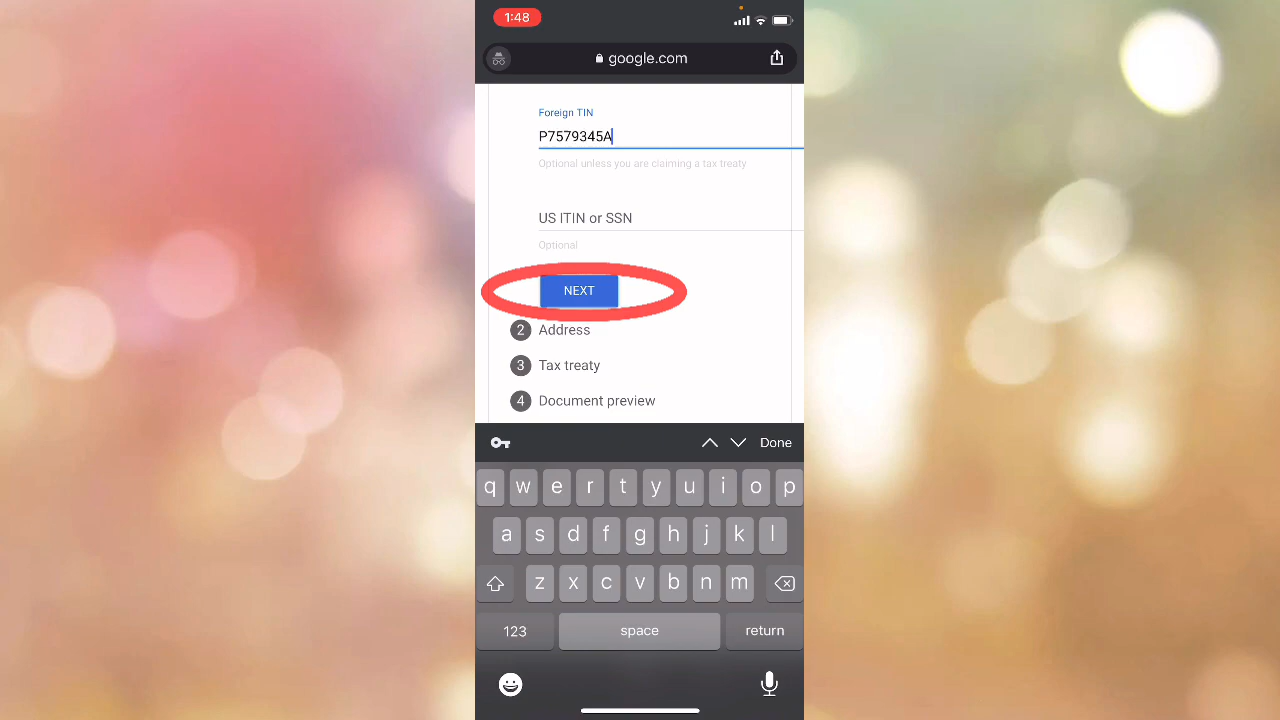 1:48
google.com
Foreign TIN
P7579345A
Optional unless you are claiming a tax treaty
US ITIN or SSN
Optional
NEXT
2 Address
3 Tax treaty
4 Document preview
Done
q w e r t y u i o p
a s d f g h j k l
z x c v b n m
123 space return